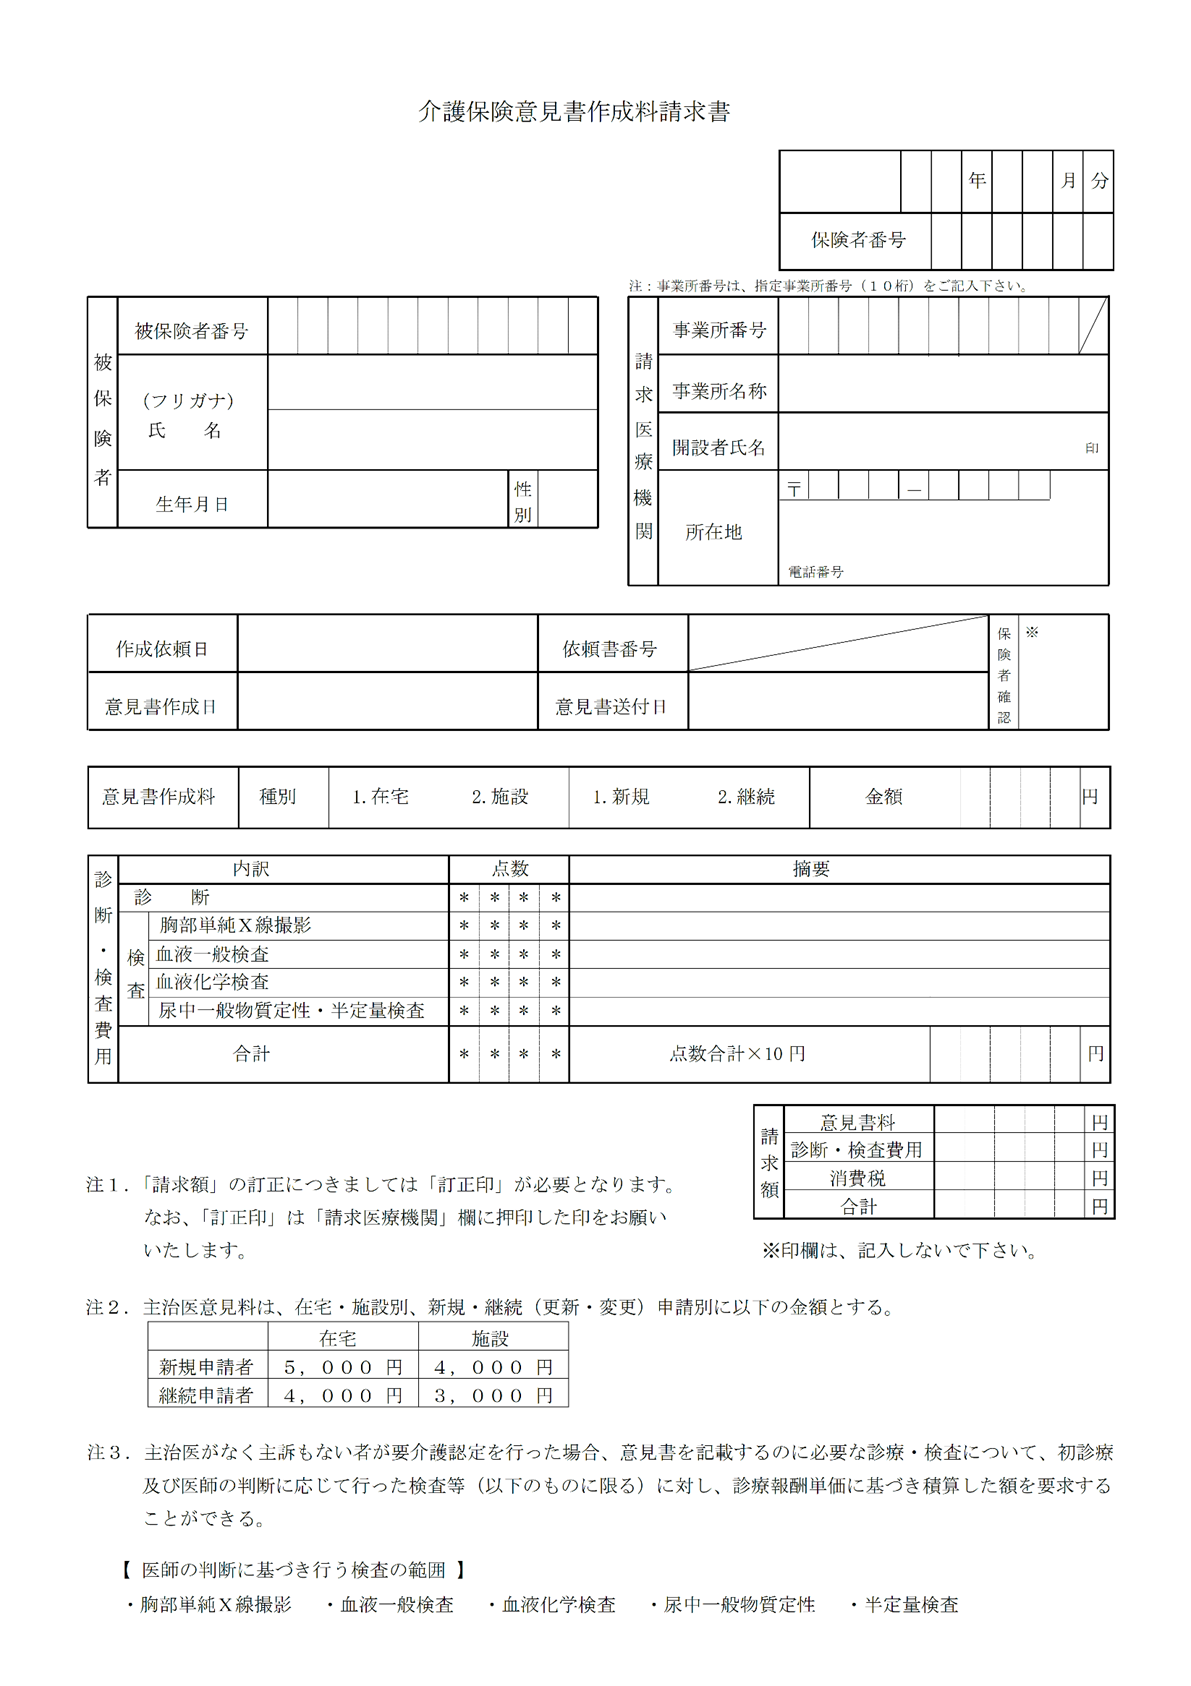 介護保険意見書作成料請求書
年 月 分
保険者番号
注：事業所番号は、指定事業所番号（１０桁）をご記入下さい。
被保険者
被保険者番号
（フリガナ）
氏　　名
生年月日
性別
請求医療機関
事業所番号
事業所名称
開設者氏名
印
所在地
〒 －
電話番号
作成依頼日
依頼書番号
保険者確認
※
意見書作成日
意見書送付日
意見書作成料 種別 1.在宅 2.施設 1.新規 2.継続 金額 円
診断・検査費用
内訳 点数 摘要
診　　断 * * * *
検査
胸部単純Ｘ線撮影 * * * *
血液一般検査 * * * *
血液化学検査 * * * *
尿中一般物質定性・半定量検査 * * * *
合計 * * * * 点数合計×10 円 円
請求額
意見書料 円
診断・検査費用 円
消費税 円
合計 円
注１．「請求額」の訂正につきましては「訂正印」が必要となります。
なお、「訂正印」は「請求医療機関」欄に押印した印をお願い
いたします。
※印欄は、記入しないで下さい。
注２．主治医意見料は、在宅・施設別、新規・継続（更新・変更）申請別に以下の金額とする。
在宅 施設
新規申請者 ５，０００ 円 ４，０００ 円
継続申請者 ４，０００ 円 ３，０００ 円
注３．主治医がなく主訴もない者が要介護認定を行った場合、意見書を記載するのに必要な診療・検査について、初診療
及び医師の判断に応じて行った検査等（以下のものに限る）に対し、診療報酬単価に基づき積算した額を要求する
ことができる。
【 医師の判断に基づき行う検査の範囲 】
・胸部単純Ｘ線撮影 ・血液一般検査 ・血液化学検査 ・尿中一般物質定性 ・半定量検査